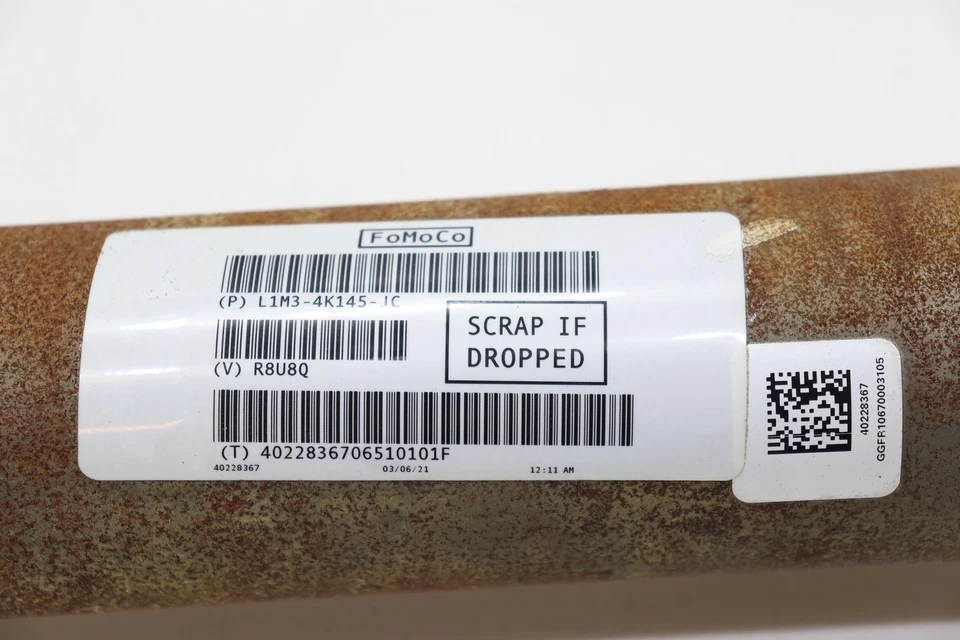 FoMoCo
(P) L1M3-4K145-JC
SCRAP IF
DROPPED
(V) R8U8Q
(T) 4022836706510101F
40228367 03/06/21 12:11 AM
40228367
GGFR10670003105